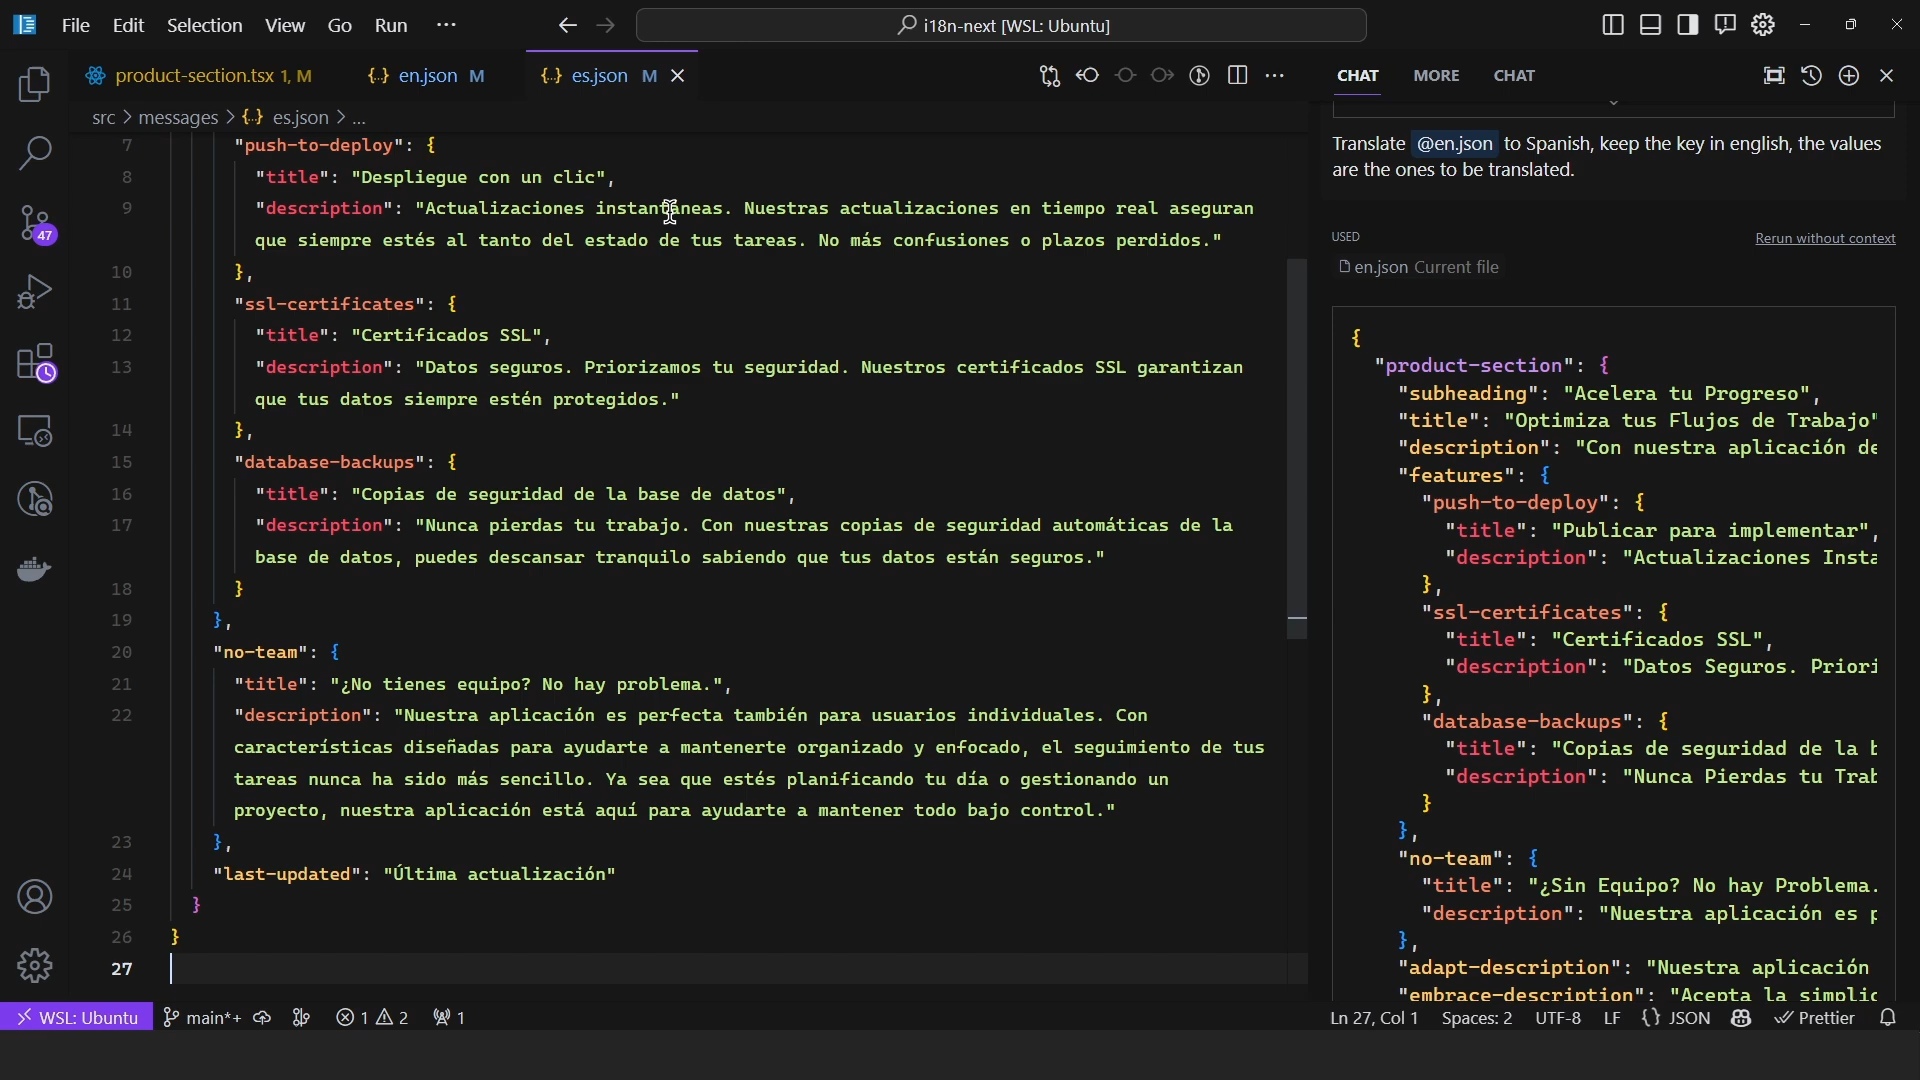 File Edit Selection View Go Run ···
i18n-next [WSL: Ubuntu]
product-section.tsx 1, M
{..} en.json M
{..} es.json M
CHAT MORE CHAT
src > messages > {..} es.json > ...
7 "push-to-deploy": {
8 "title": "Despliegue con un clic",
9 "description": "Actualizaciones instantáneas. Nuestras actualizaciones en tiempo real aseguran
que siempre estés al tanto del estado de tus tareas. No más confusiones o plazos perdidos."
10 },
11 "ssl-certificates": {
12 "title": "Certificados SSL",
13 "description": "Datos seguros. Priorizamos tu seguridad. Nuestros certificados SSL garantizan
que tus datos siempre estén protegidos."
14 },
15 "database-backups": {
16 "title": "Copias de seguridad de la base de datos",
17 "description": "Nunca pierdas tu trabajo. Con nuestras copias de seguridad automáticas de la
base de datos, puedes descansar tranquilo sabiendo que tus datos están seguros."
18 }
19 },
20 "no-team": {
21 "title": "¿No tienes equipo? No hay problema.",
22 "description": "Nuestra aplicación es perfecta también para usuarios individuales. Con
características diseñadas para ayudarte a mantenerte organizado y enfocado, el seguimiento de tus
tareas nunca ha sido más sencillo. Ya sea que estés planificando tu día o gestionando un
proyecto, nuestra aplicación está aquí para ayudarte a mantener todo bajo control."
23 },
24 "last-updated": "Última actualización"
25 }
26 }
27
47
Translate @en.json to Spanish, keep the key in english, the values
are the ones to be translated.
USED
Rerun without context
en.json Current file
{
"product-section": {
"subheading": "Acelera tu Progreso",
"title": "Optimiza tus Flujos de Trabajo"
"description": "Con nuestra aplicación de
"features": {
"push-to-deploy": {
"title": "Publicar para implementar",
"description": "Actualizaciones Insta
},
"ssl-certificates": {
"title": "Certificados SSL",
"description": "Datos Seguros. Priori
},
"database-backups": {
"title": "Copias de seguridad de la b
"description": "Nunca Pierdas tu Trab
}
},
"no-team": {
"title": "¿Sin Equipo? No hay Problema.
"description": "Nuestra aplicación es p
},
"adapt-description": "Nuestra aplicación
"embrace-description": "Acepta la simplic
WSL: Ubuntu main*+ 1 2 1
Ln 27, Col 1 Spaces: 2 UTF-8 LF {} JSON Prettier